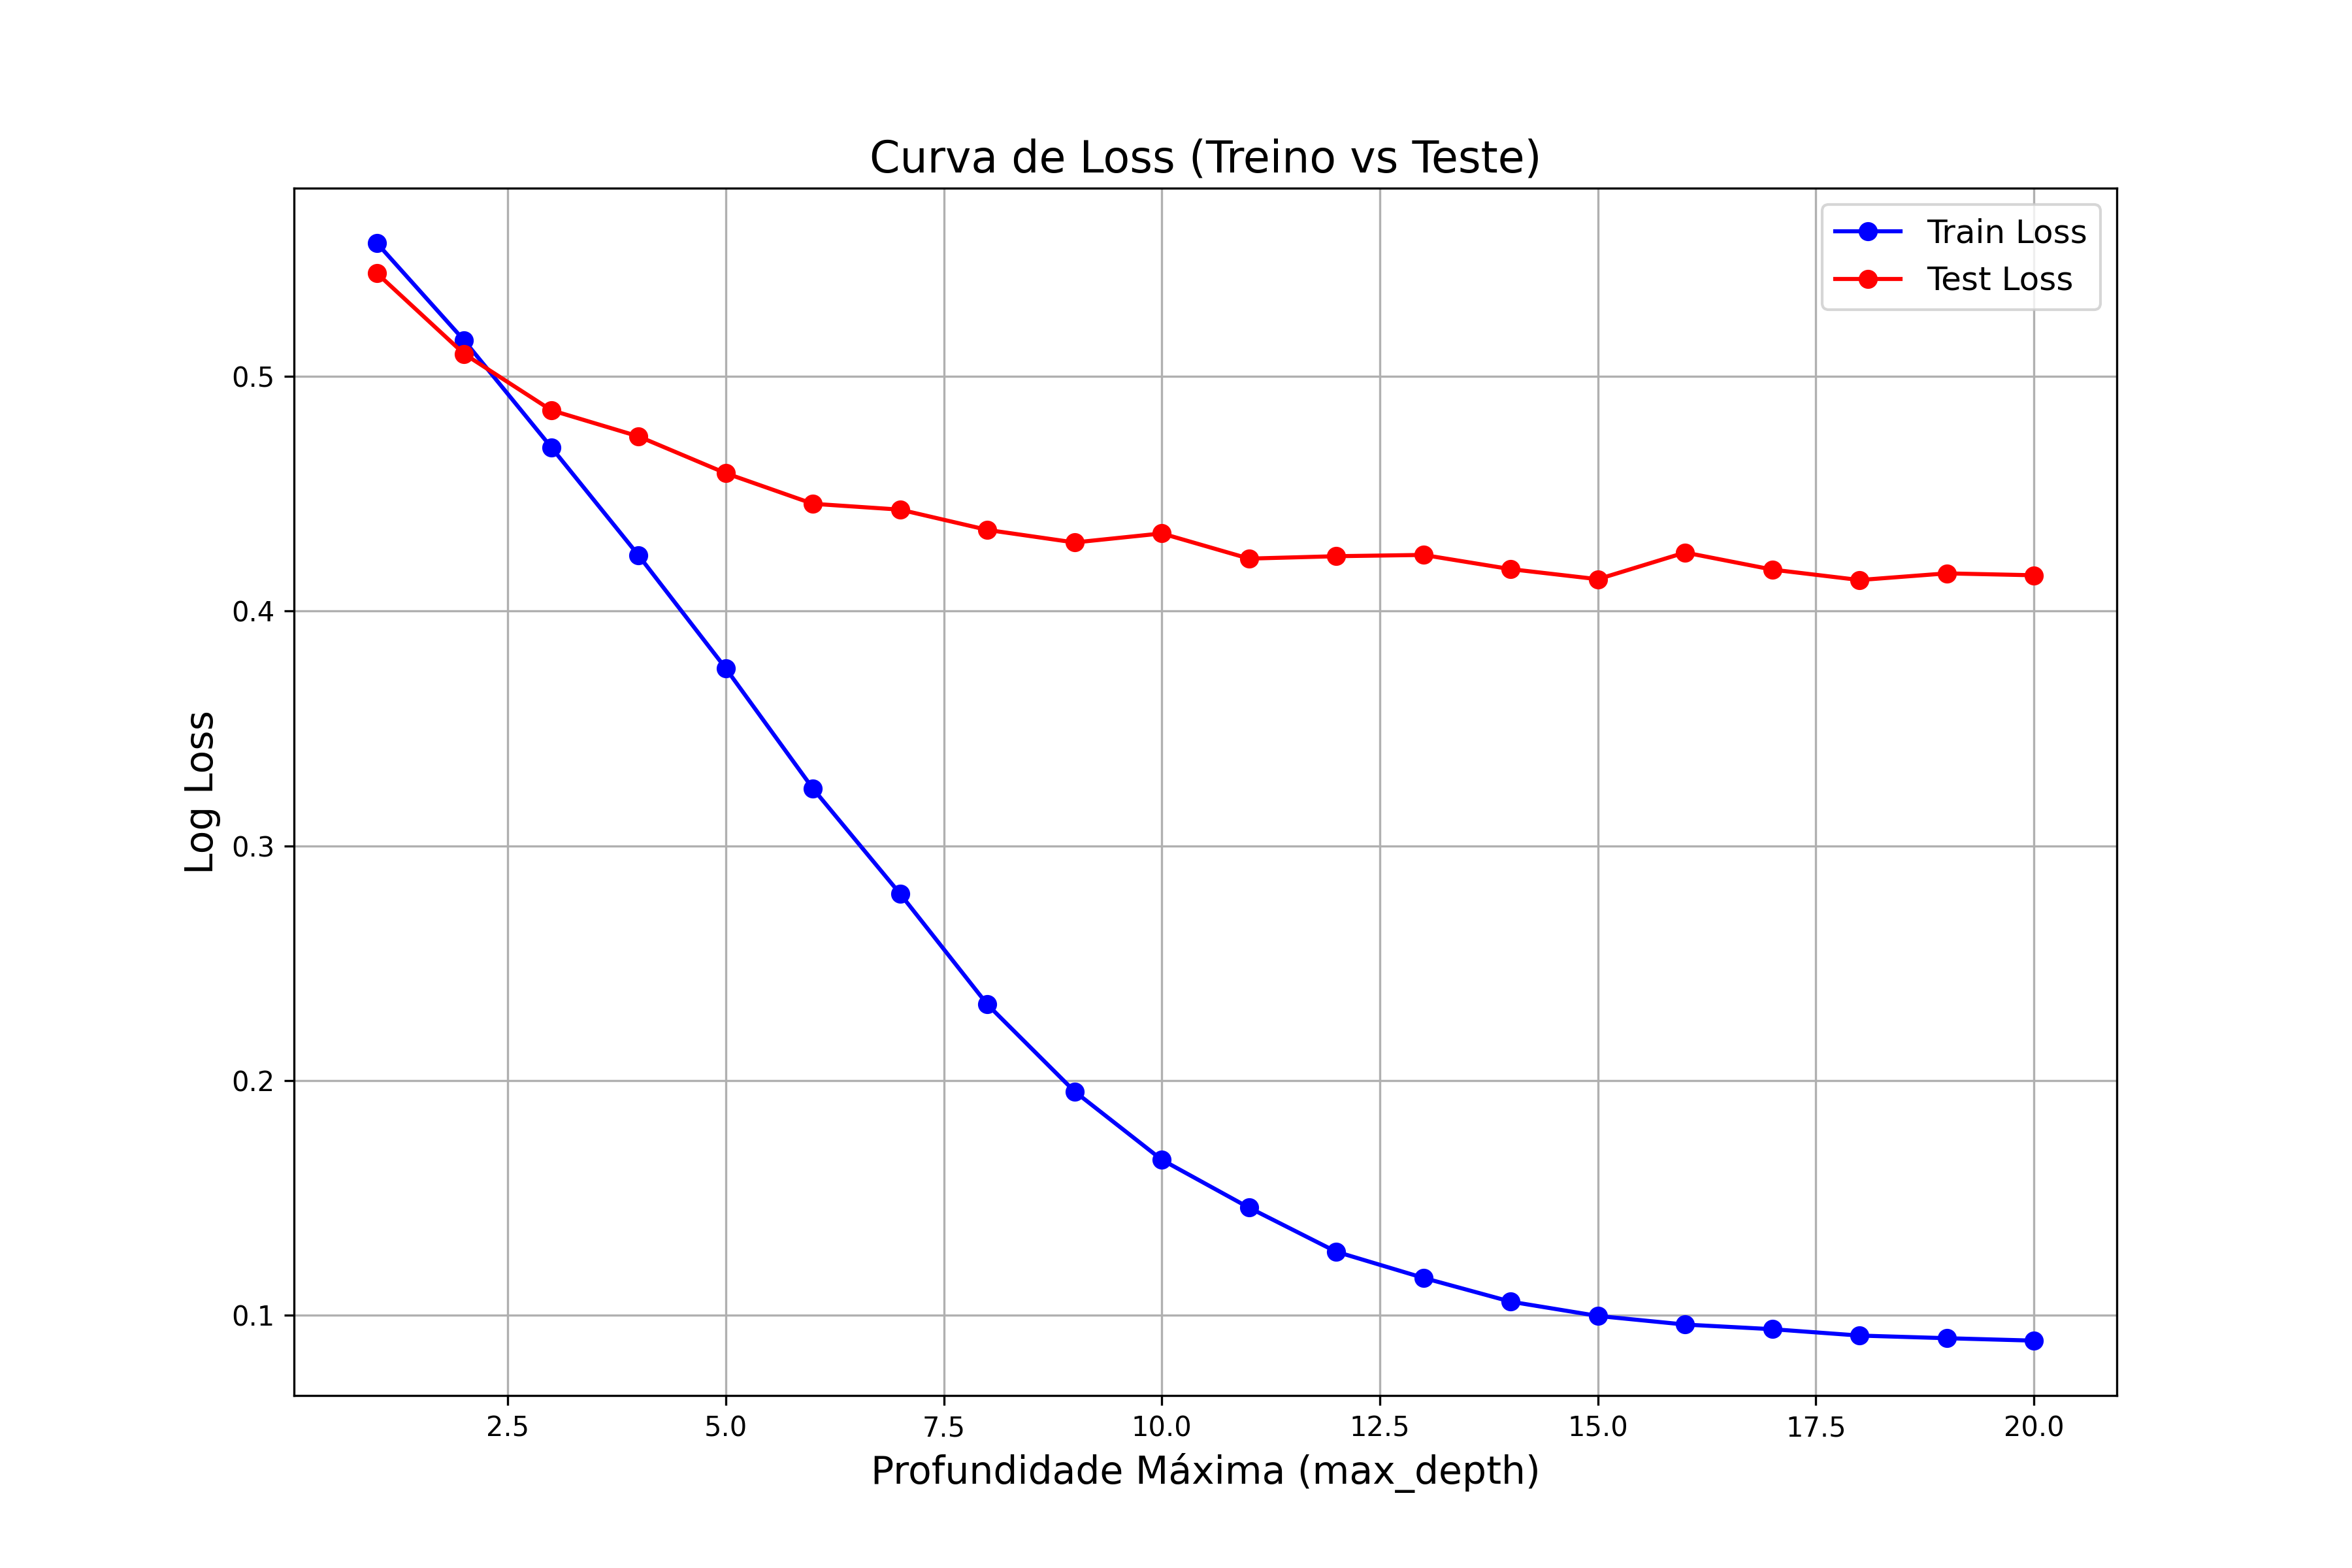 Curva de Loss (Treino vs Teste)
Train Loss
Test Loss
Log Loss
0.5
0.4
0.3
0.2
0.1
2.5 5.0 7.5 10.0 12.5 15.0 17.5 20.0
Profundidade Máxima (max_depth)